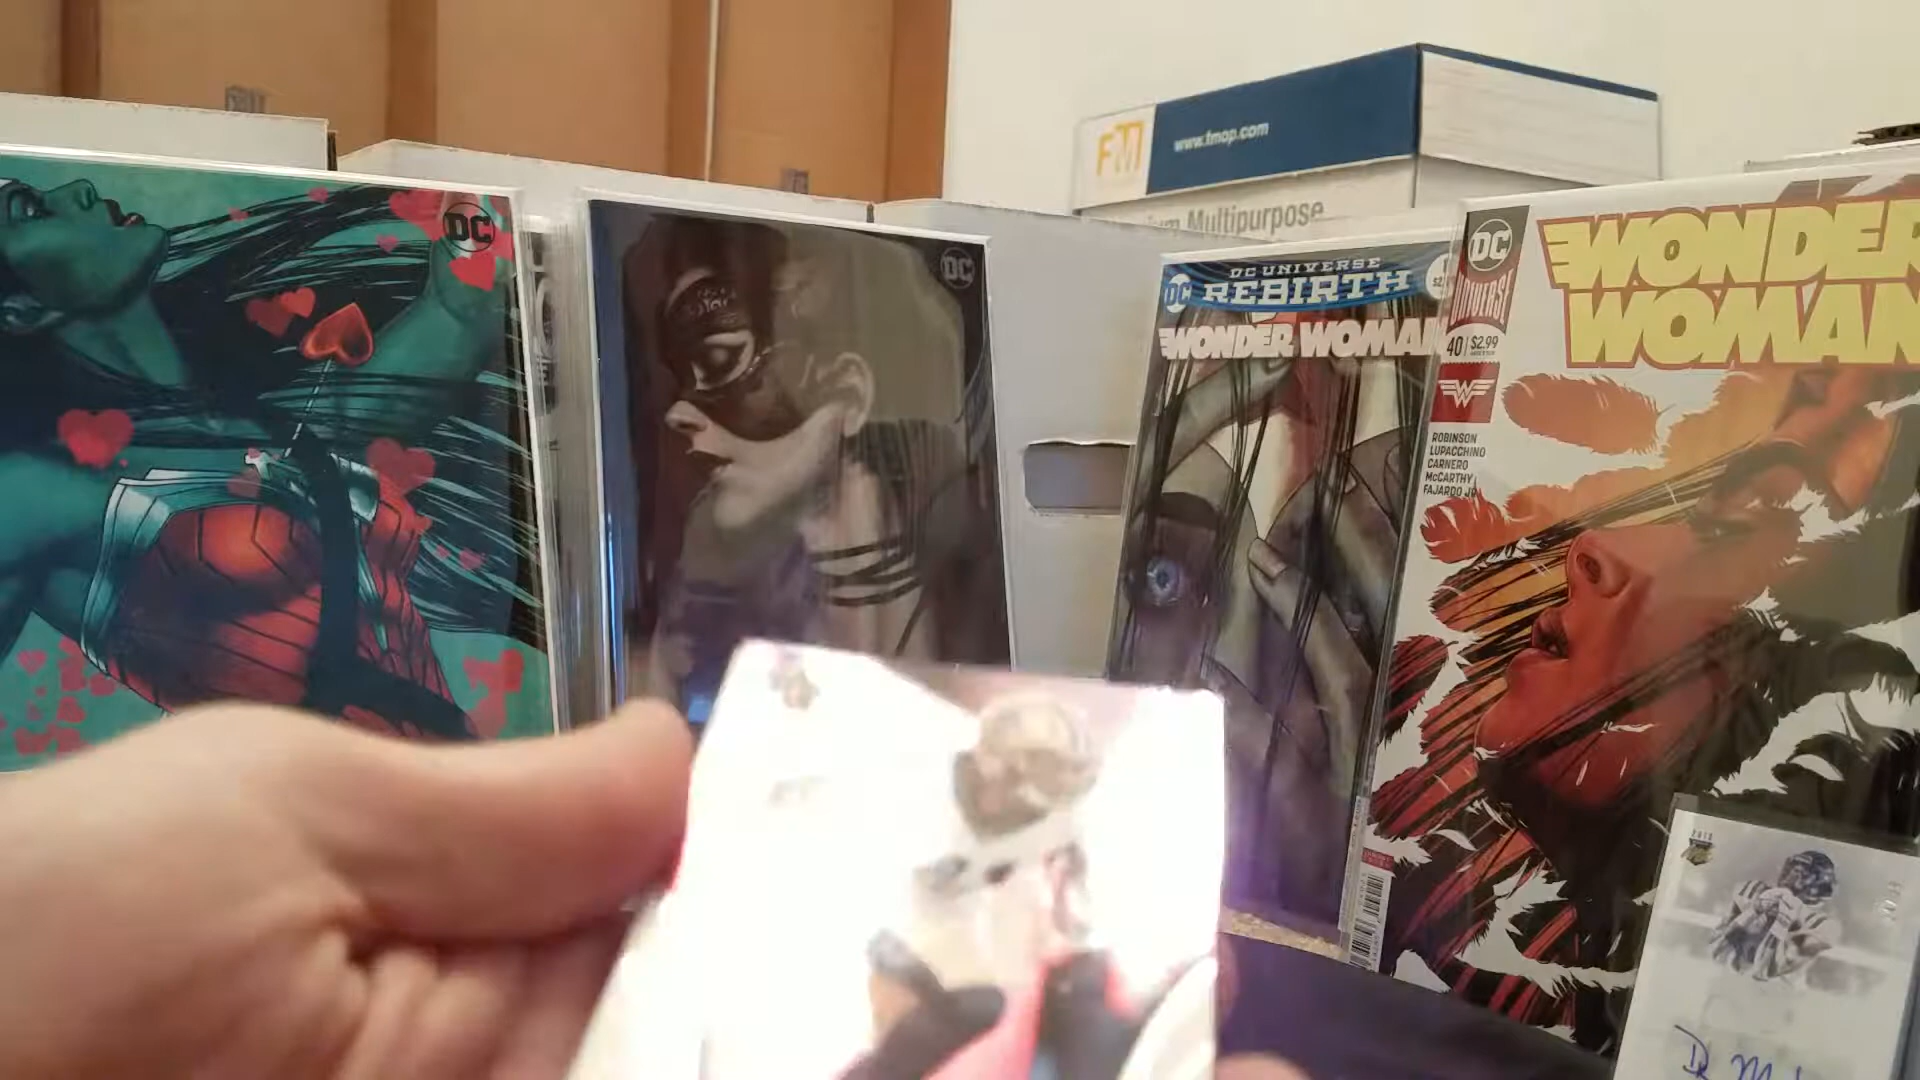 www.fmop.com
Multipurpose
DC
DC
DC UNIVERSE
DC REBIRTH
WONDER WOMAN
DC
UNIVERSE
40 $2.99
WONDER
WOMAN
ROBINSON
LUPACCHINO
CARNERO
McCARTHY
FAJARDO JR